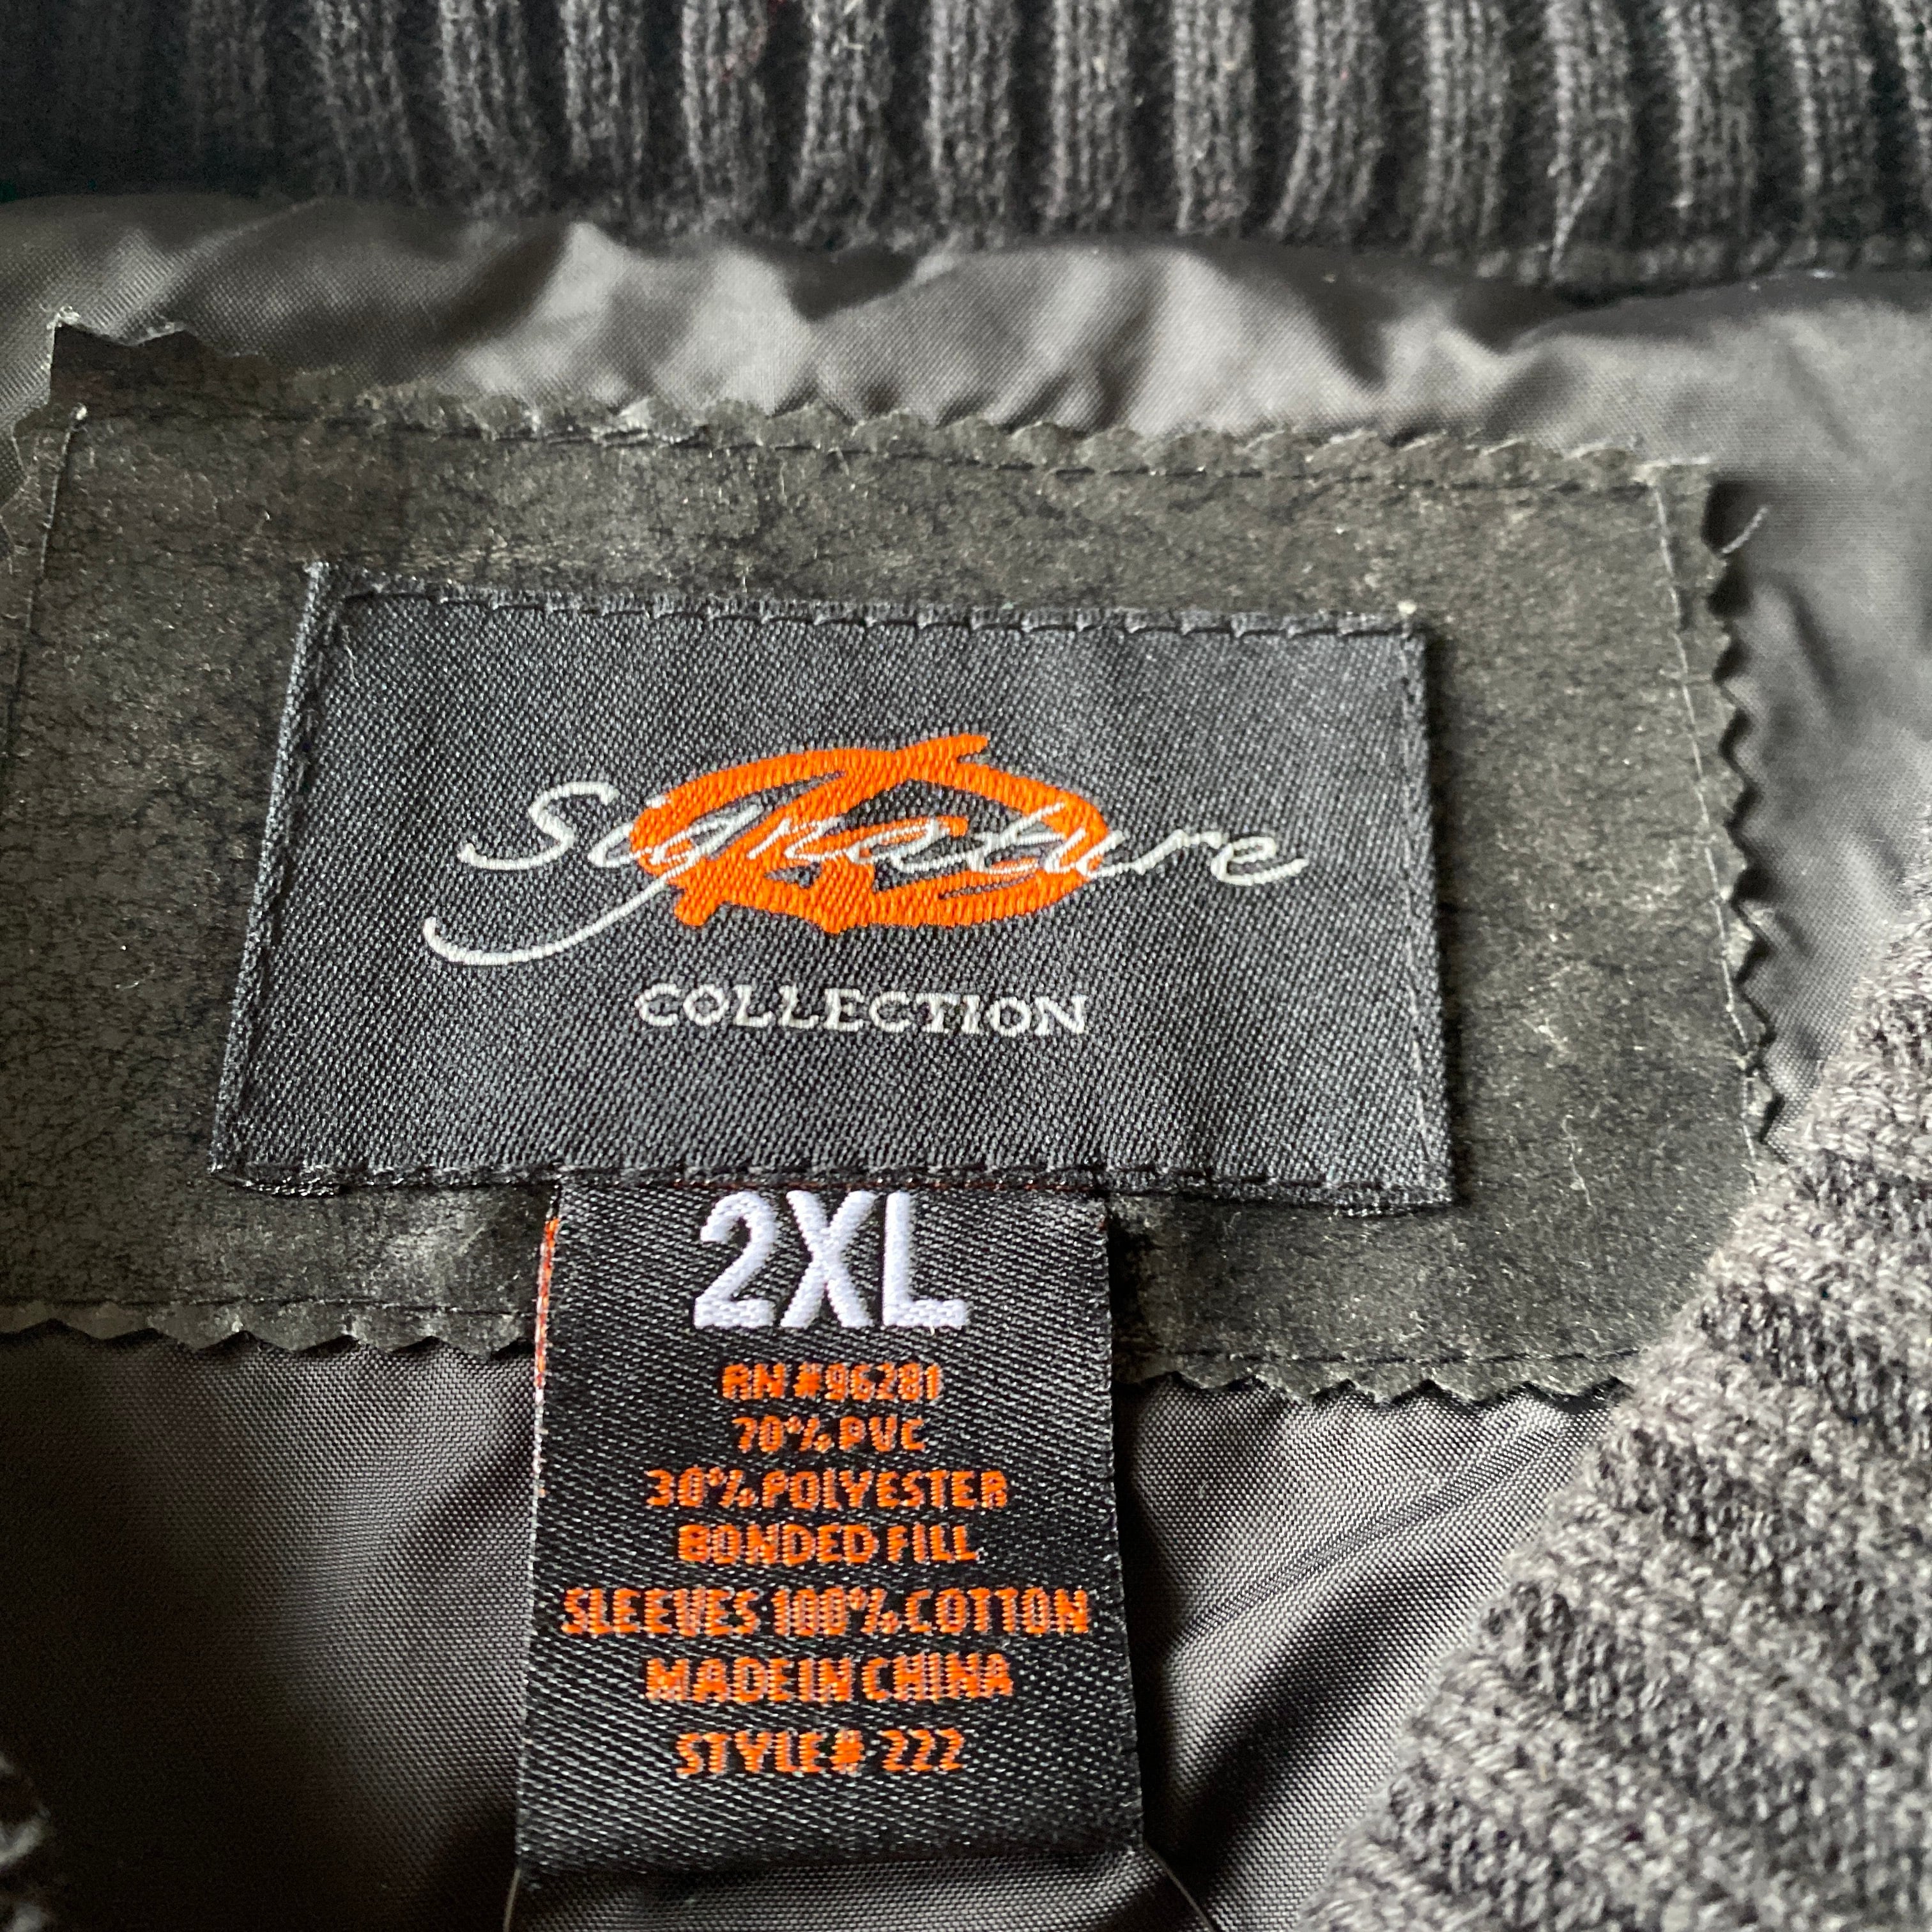 Signature
COLLECTION
2XL
RN#96281
70% PVC
30% POLYESTER
BONDED FILL
SLEEVES 100% COTTON
MADE IN CHINA
STYLE# 222